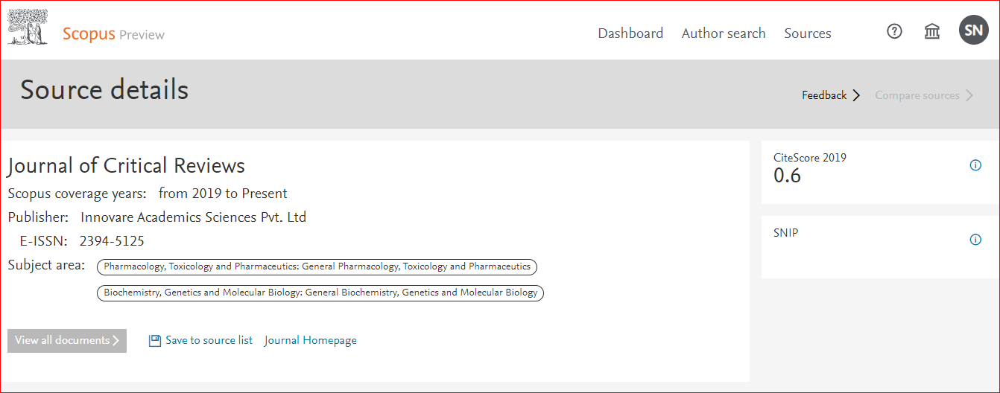 Scopus Preview
Dashboard Author search Sources
SN
Source details
Feedback
Compare sources
Journal of Critical Reviews
Scopus coverage years: from 2019 to Present
Publisher: Innovare Academics Sciences Pvt. Ltd
E-ISSN: 2394-5125
Subject area: Pharmacology, Toxicology and Pharmaceutics: General Pharmacology, Toxicology and Pharmaceutics
Biochemistry, Genetics and Molecular Biology: General Biochemistry, Genetics and Molecular Biology
View all documents
Save to source list
Journal Homepage
CiteScore 2019
0.6
SNIP